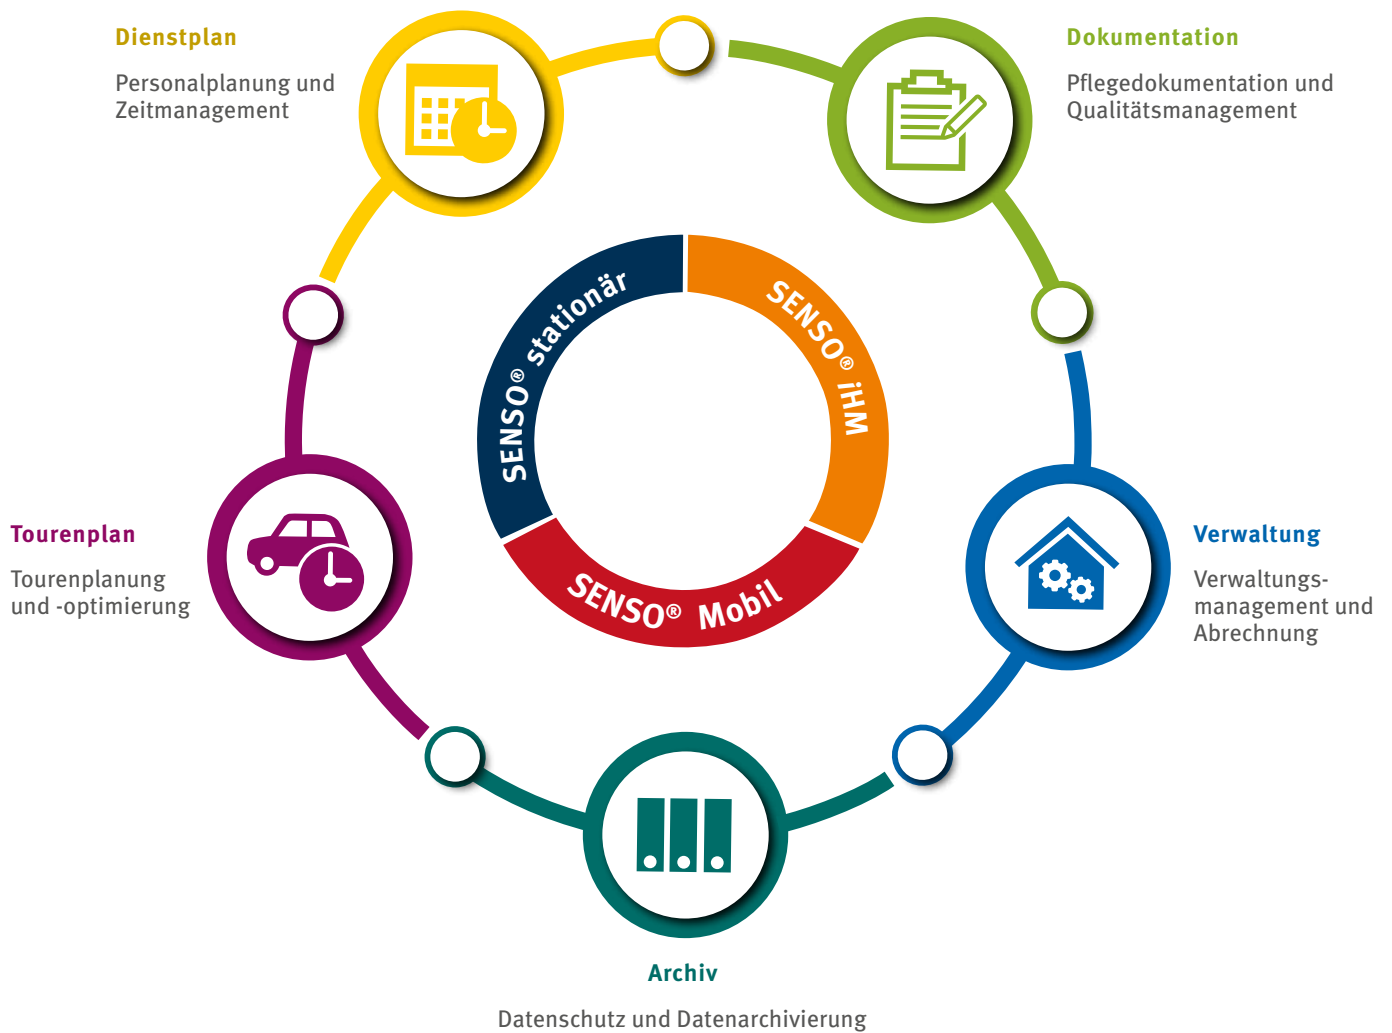 Dienstplan
Personalplanung und
Zeitmanagement
Dokumentation
Pflegedokumentation und
Qualitätsmanagement
SENSO® stationär
SENSO® iHM
SENSO® Mobil
Tourenplan
Tourenplanung
und -optimierung
Verwaltung
Verwaltungs-
management und
Abrechnung
Archiv
Datenschutz und Datenarchivierung